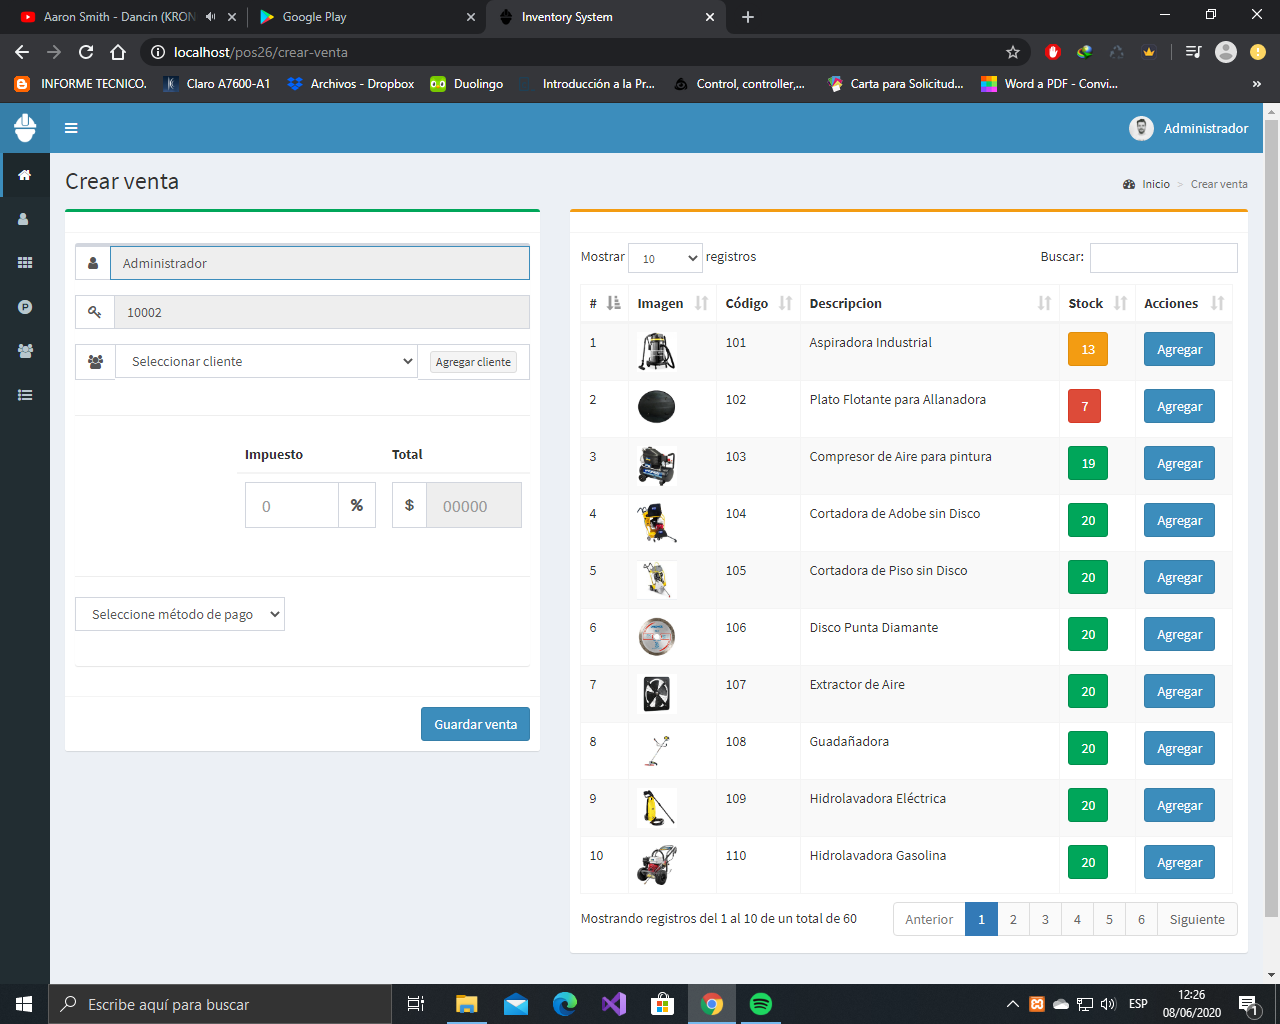 Aaron Smith - Dancin (KRON
Google Play
Inventory System
localhost/pos26/crear-venta
INFORME TECNICO.
Claro A7600-A1
Archivos - Dropbox
Duolingo
Introducción a la Pr...
Control, controller,...
Carta para Solicitud...
Word a PDF - Convi...
»
Administrador
Crear venta
Inicio > Crear venta
Administrador
10002
Seleccionar cliente
Agregar cliente
Impuesto Total
0 % $ 00000
Seleccione método de pago
Guardar venta
Mostrar 10 registros
Buscar:
# Imagen Código Descripcion Stock Acciones
1 101 Aspiradora Industrial 13 Agregar
2 102 Plato Flotante para Allanadora 7 Agregar
3 103 Compresor de Aire para pintura 19 Agregar
4 104 Cortadora de Adobe sin Disco 20 Agregar
5 105 Cortadora de Piso sin Disco 20 Agregar
6 106 Disco Punta Diamante 20 Agregar
7 107 Extractor de Aire 20 Agregar
8 108 Guadañadora 20 Agregar
9 109 Hidrolavadora Eléctrica 20 Agregar
10 110 Hidrolavadora Gasolina 20 Agregar
Mostrando registros del 1 al 10 de un total de 60
Anterior 1 2 3 4 5 6 Siguiente
Escribe aquí para buscar
ESP
12:26
08/06/2020
1